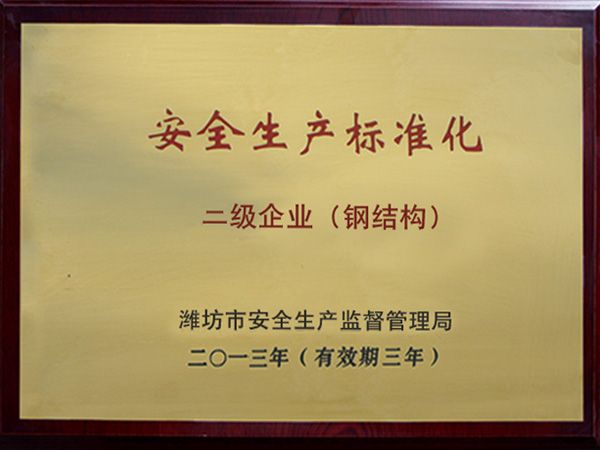 安全生产标准化
二级企业（钢结构）
潍坊市安全生产监督管理局
二〇一三年（有效期三年）